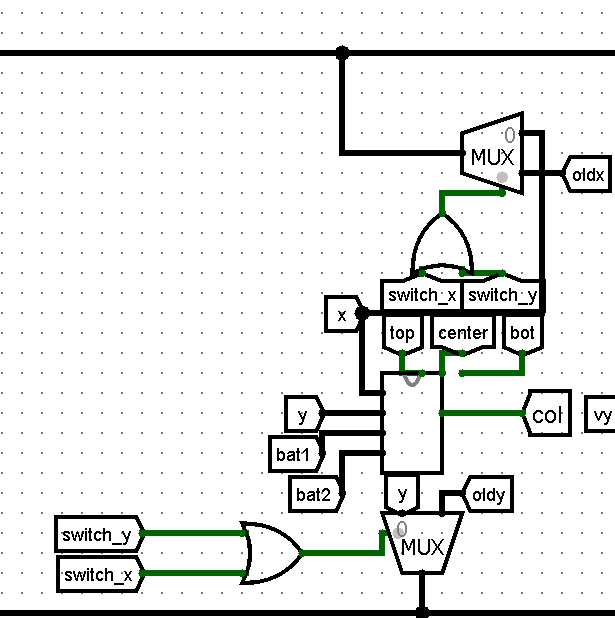 0
MUX
oldx
switch_x
switch_y
x
top
center
bot
y
col
vy
bat1
bat2
y
oldy
0
MUX
switch_y
switch_x